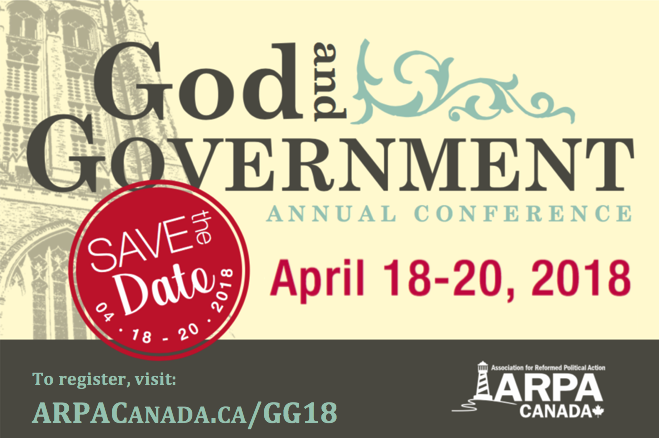 God and
GOVERNMENT
ANNUAL CONFERENCE
SAVE the
Date
04 · 18 - 20 · 2018
April 18-20, 2018
To register, visit:
ARPACANADA.CA/GG18
Association for Reformed Political Action
ARPA
CANADA